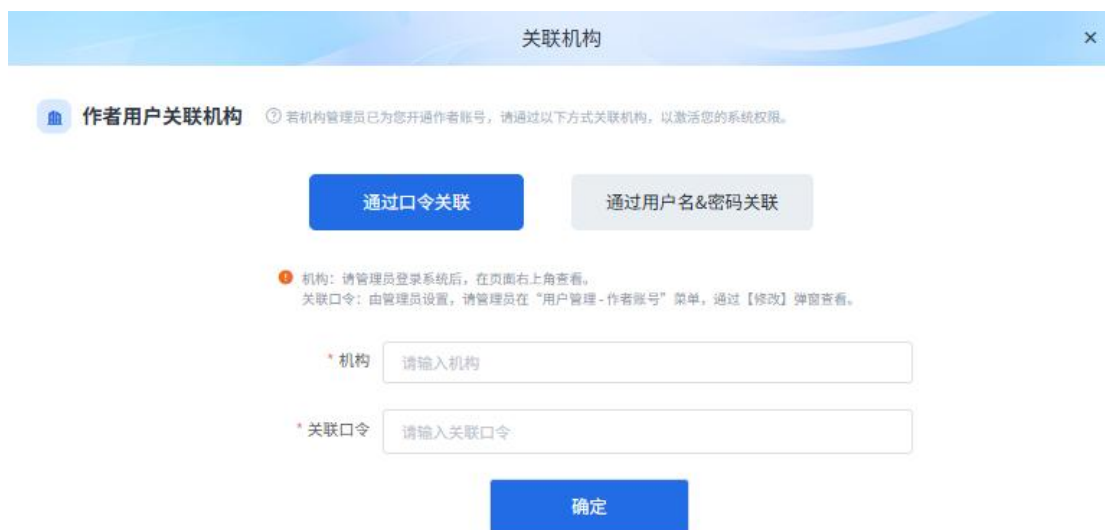 关联机构
×
作者用户关联机构 ? 若机构管理员已为您开通作者账号，请通过以下方式关联机构，以激活您的系统权限。
通过口令关联 通过用户名&密码关联
! 机构：请管理员登录系统后，在页面右上角查看。
关联口令：由管理员设置，请管理员在“用户管理-作者账号”菜单，通过【修改】弹窗查看。
* 机构 请输入机构
* 关联口令 请输入关联口令
确定